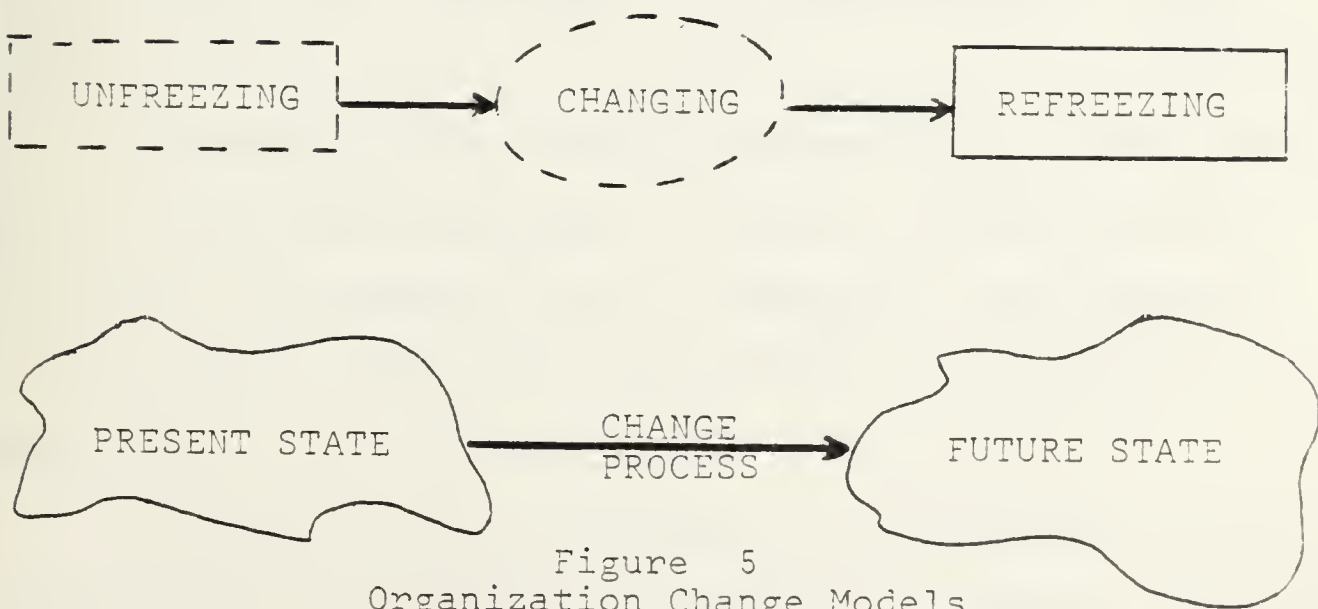 UNFREEZING CHANGING REFREEZING
PRESENT STATE CHANGE PROCESS FUTURE STATE
Figure 5
Organization Change Models